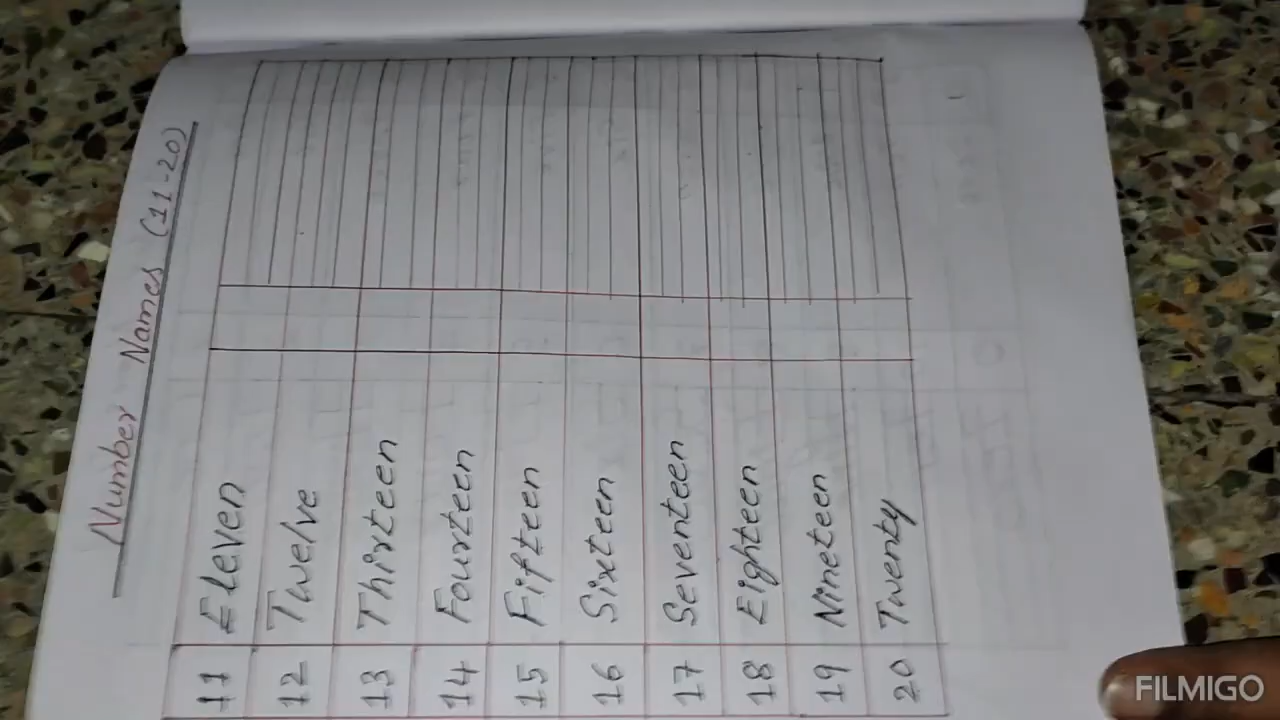 Number Names (11-20)
11 Eleven
12 Twelve
13 Thirteen
14 Fourteen
15 Fifteen
16 Sixteen
17 Seventeen
18 Eighteen
19 Nineteen
20 Twenty
FILMIGO